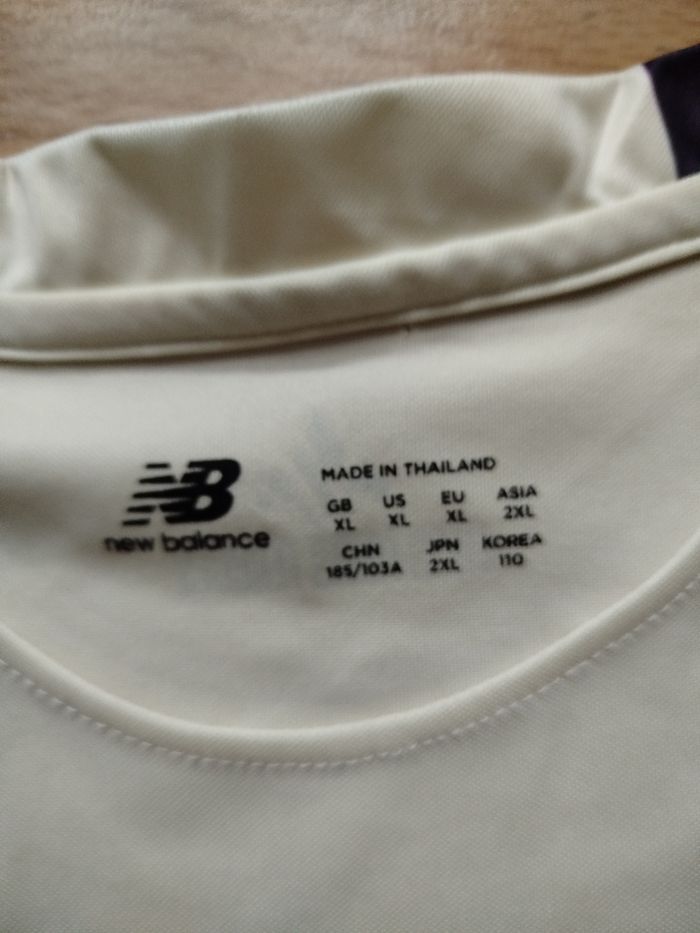 NB
new balance
MADE IN THAILAND
GB US EU ASIA
XL XL XL 2XL
CHN JPN KOREA
185/103A 2XL 110